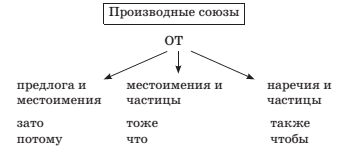 Производные союзы
ОТ
предлога и местоимения и наречия и
местоимения частицы частицы
зато тоже также
потому что чтобы